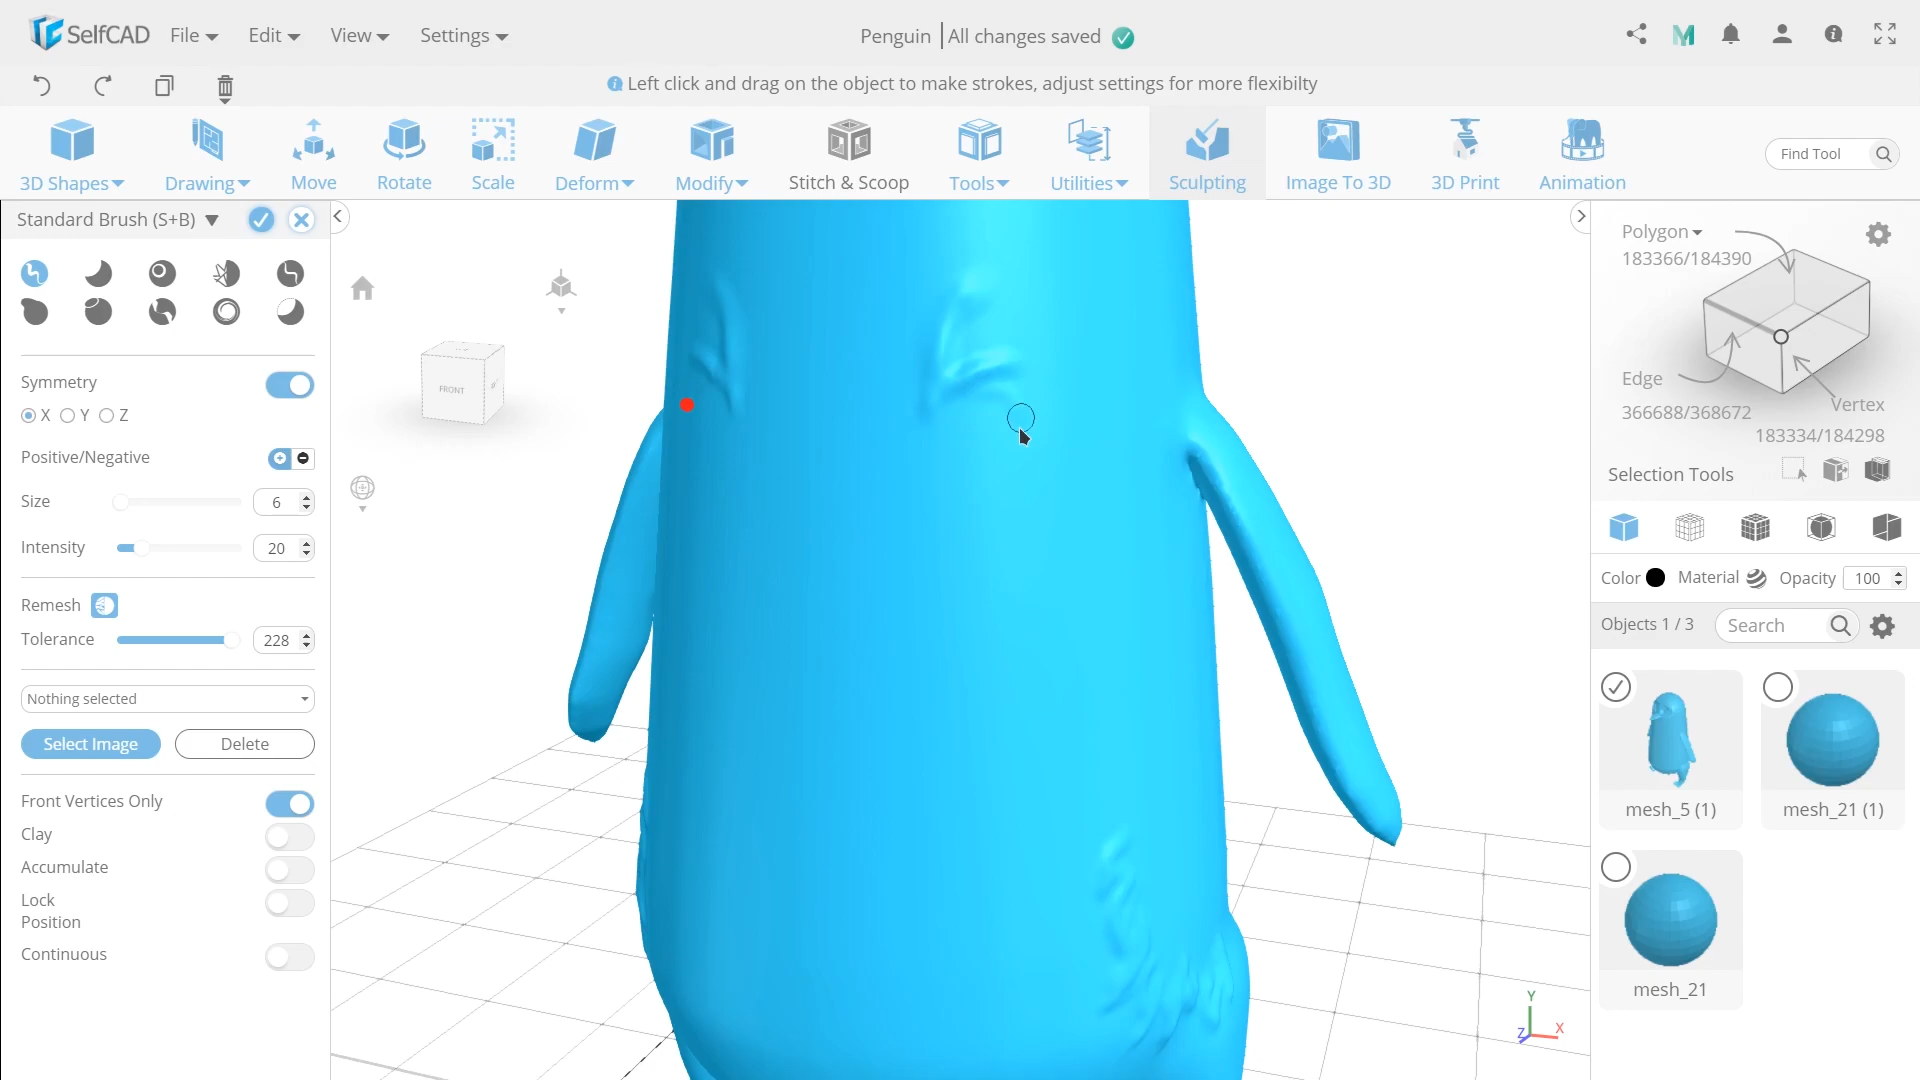 SelfCAD File Edit View Settings
Penguin All changes saved
Left click and drag on the object to make strokes, adjust settings for more flexibilty
3D Shapes Drawing Move Rotate Scale Deform Modify Stitch & Scoop Tools Utilities Sculpting Image To 3D 3D Print Animation
Find Tool
Standard Brush (S+B)
Symmetry
X Y Z
Positive/Negative
Size 6
Intensity 20
Remesh
Tolerance 228
Nothing selected
Select Image Delete
Front Vertices Only
Clay
Accumulate
Lock
Position
Continuous
FRONT
Polygon
183366/184390
Edge
366688/368672
Vertex
183334/184298
Selection Tools
Color Material Opacity 100
Objects 1 / 3 Search
mesh_5 (1) mesh_21 (1)
mesh_21
Y
Z X